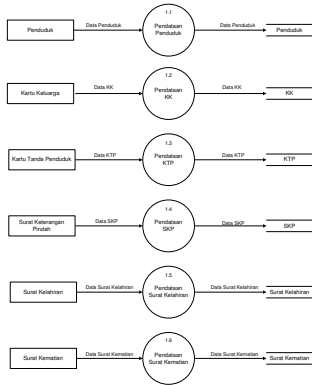 1.1
Penduduk
Data Penduduk
Pendataan
Penduduk
Data Penduduk
Penduduk
1.2
Kartu Keluarga
Data KK
Pendataan
KK
Data KK
KK
1.3
Kartu Tanda Penduduk
Data KTP
Pendataan
KTP
Data KTP
KTP
1.4
Surat Keterangan
Pindah
Data SKP
Pendataan
SKP
Data SKP
SKP
1.5
Surat Kelahiran
Data Surat Kelahiran
Pendataan
Surat Kelahiran
Data Surat Kelahiran
Surat Kelahiran
1.6
Surat Kematian
Data Surat Kematian
Pendataan
Surat Kematian
Data Surat Kematian
Surat Kematian